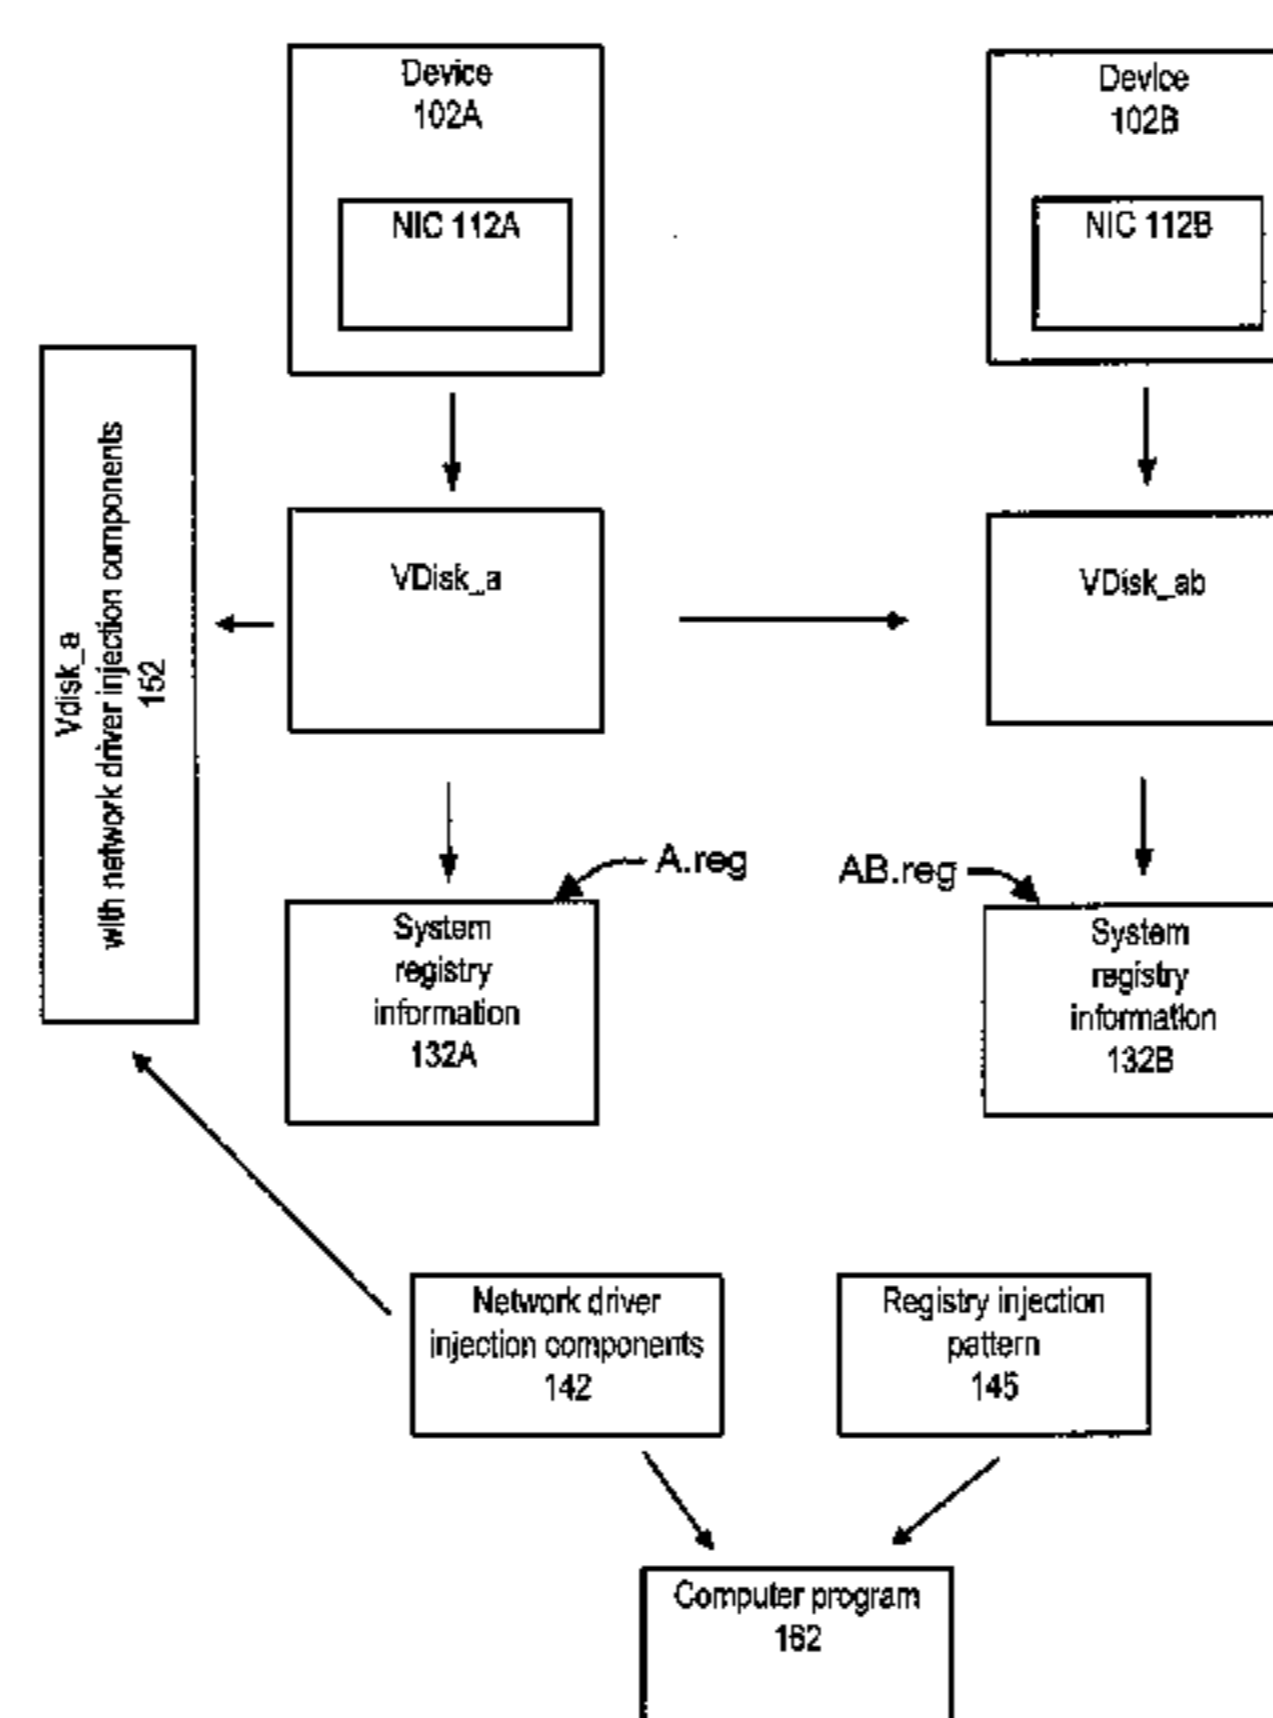 Device
102A
NIC 112A
Device
102B
NIC 112B
Vdisk_a
with network driver injection components
152
VDisk_a
VDisk_ab
A.reg
AB.reg
System
registry
information
132A
System
registry
information
132B
Network driver
injection components
142
Registry injection
pattern
145
Computer program
162